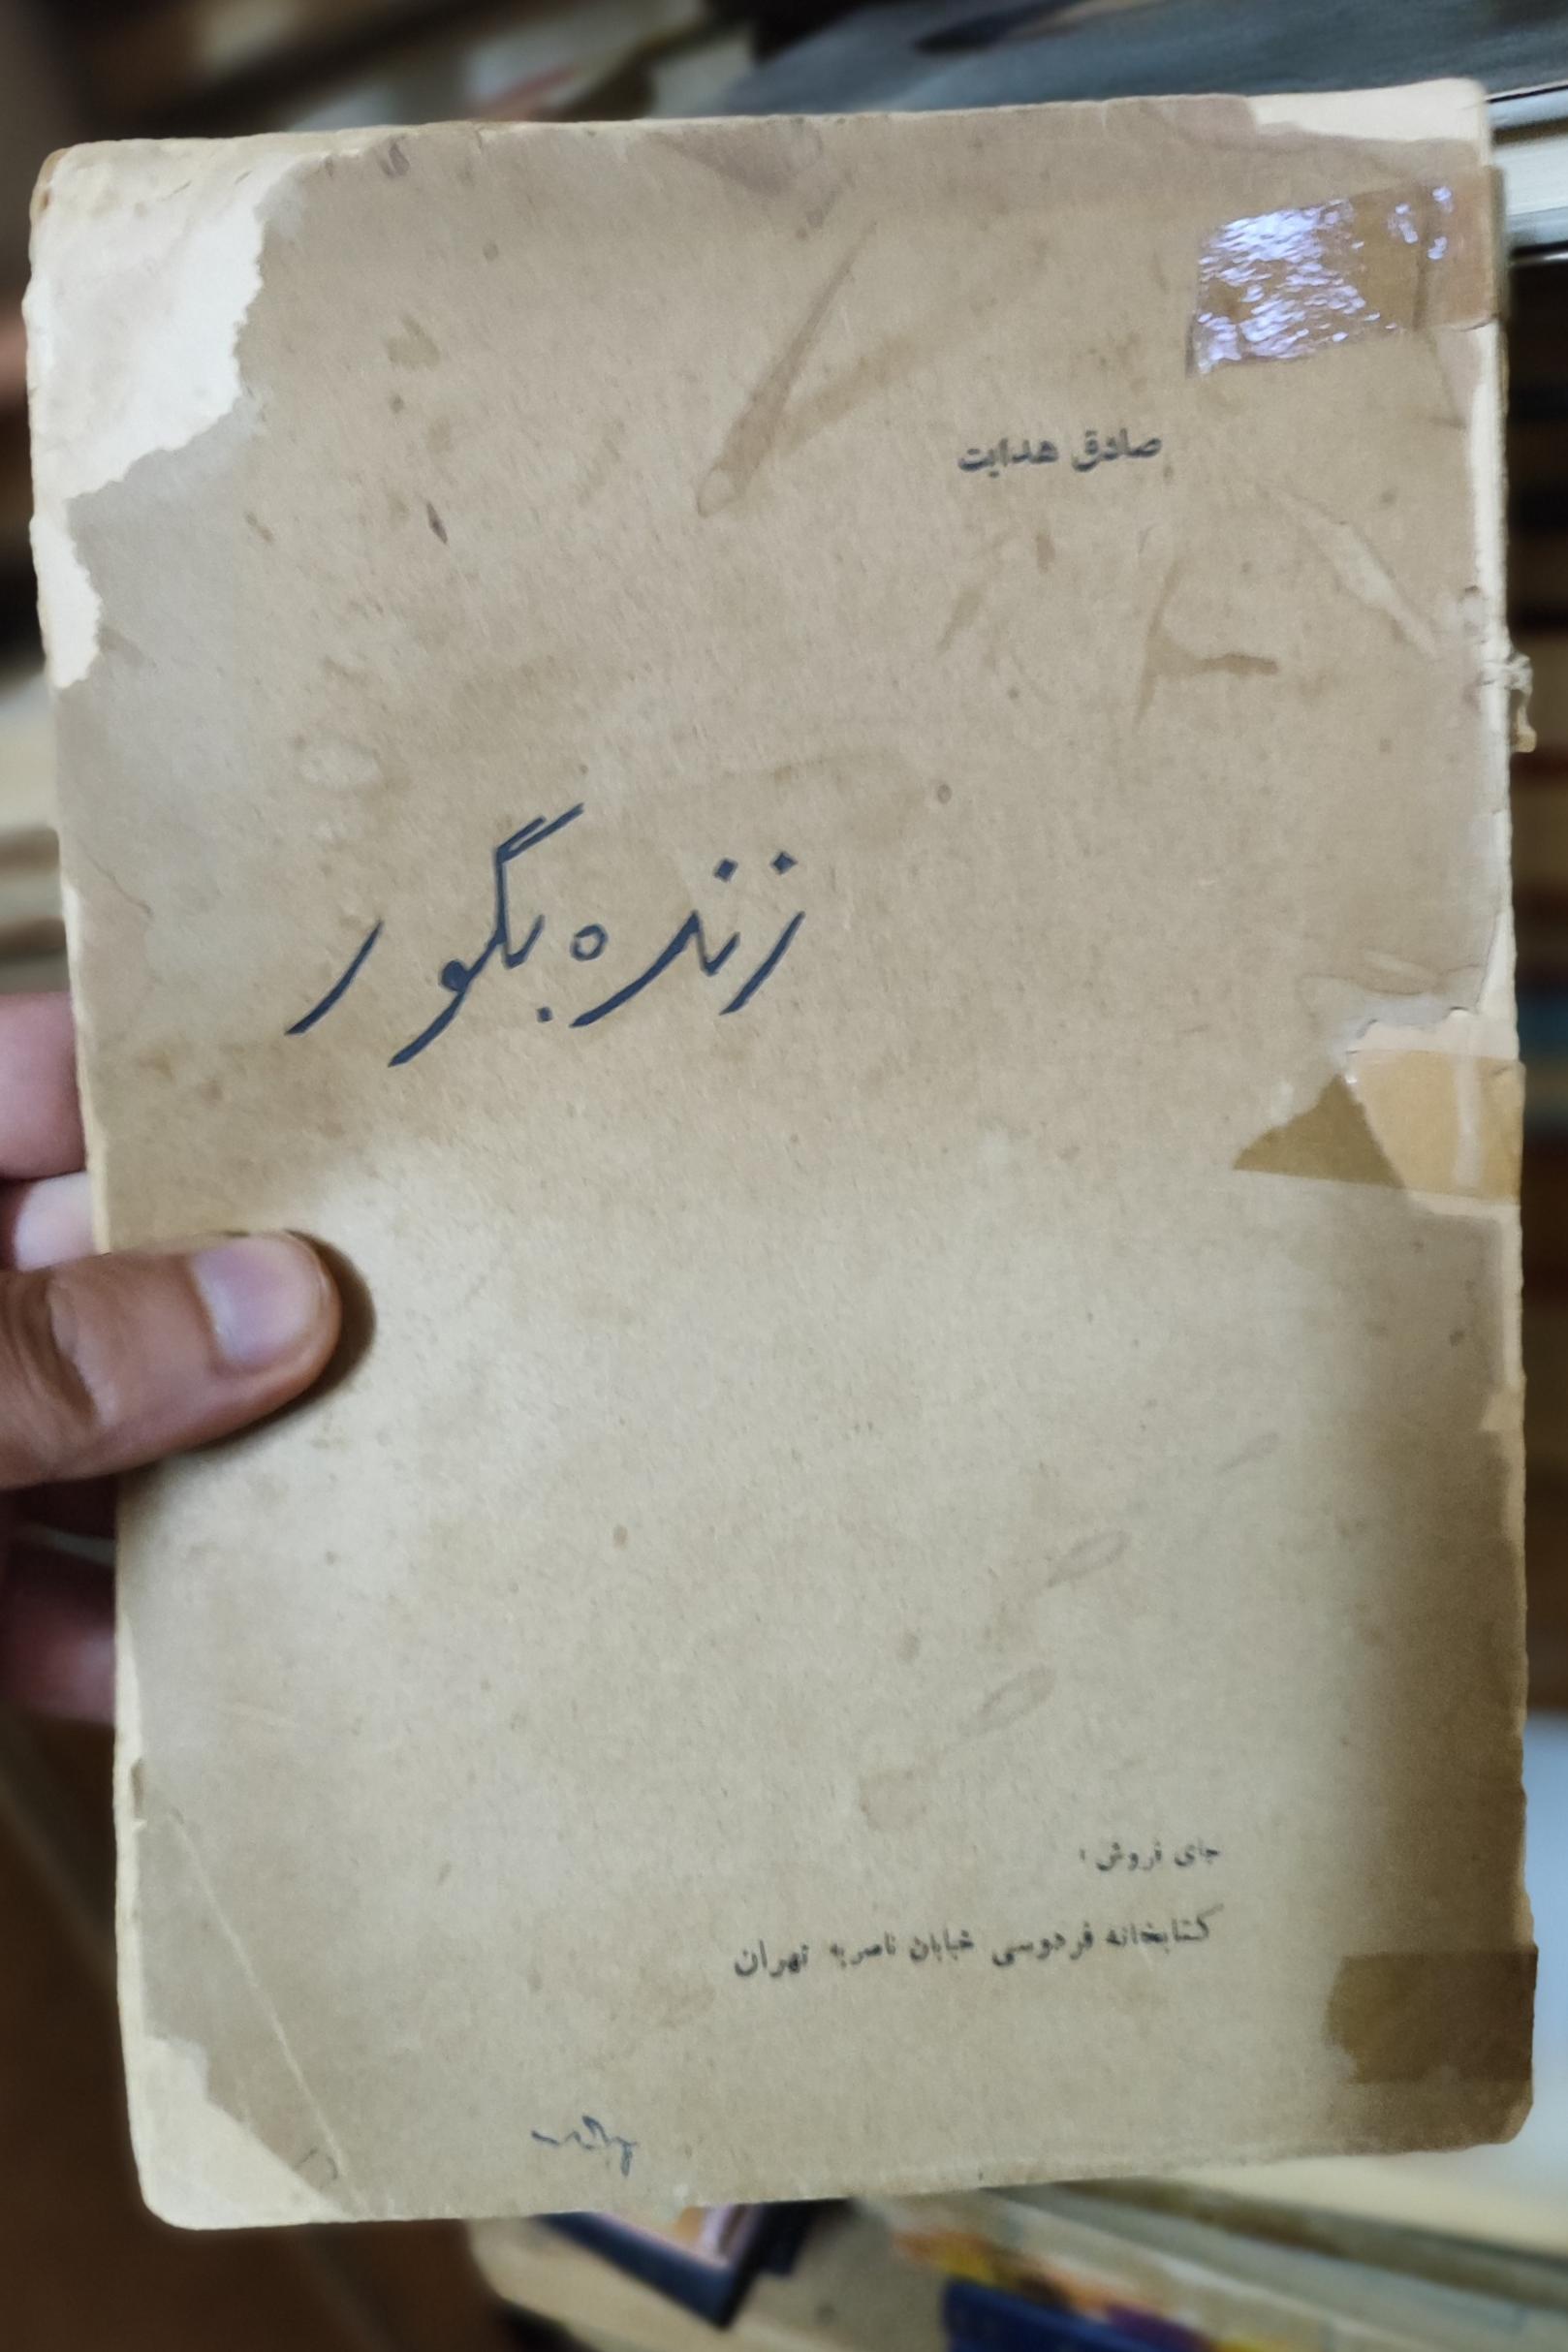 صادق هدایت
زنده بگور
جای فروش :
کتابخانه فردوسی خیابان ناصریه تهران